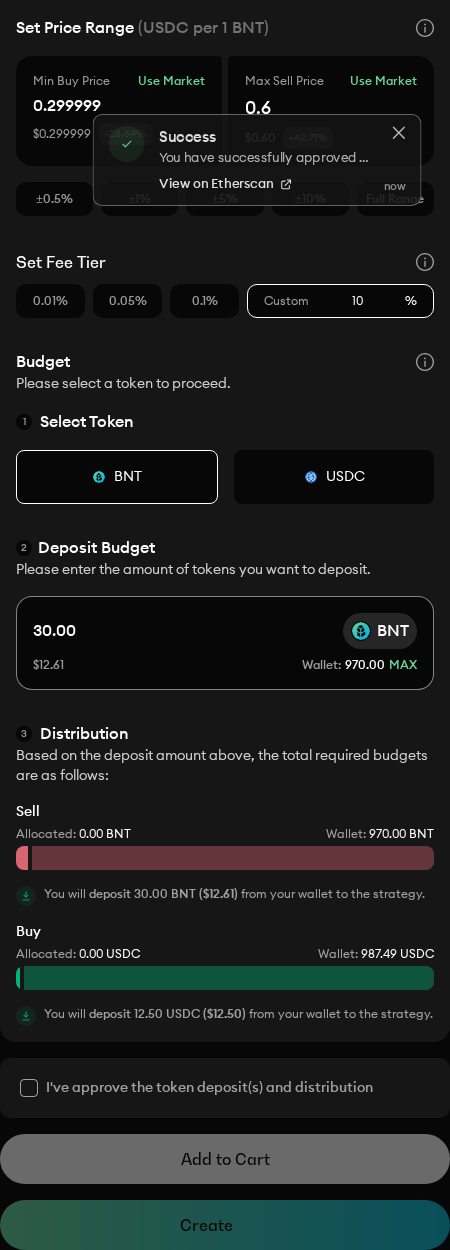 Set Price Range (USDC per 1 BNT)
Min Buy Price Use Market
Max Sell Price Use Market
0.299999
0.6
$0.299999 -28.64%
$0.60 +42.77%
Success
You have successfully approved ...
View on Etherscan
now
±0.5% ±1% ±5% ±10% Full Range
Set Fee Tier
0.01% 0.05% 0.1% Custom 10 %
Budget
Please select a token to proceed.
1 Select Token
BNT USDC
2 Deposit Budget
Please enter the amount of tokens you want to deposit.
30.00 BNT
$12.61 Wallet: 970.00 MAX
3 Distribution
Based on the deposit amount above, the total required budgets
are as follows:
Sell
Allocated: 0.00 BNT Wallet: 970.00 BNT
You will deposit 30.00 BNT ($12.61) from your wallet to the strategy.
Buy
Allocated: 0.00 USDC Wallet: 987.49 USDC
You will deposit 12.50 USDC ($12.50) from your wallet to the strategy.
I've approve the token deposit(s) and distribution
Add to Cart
Create